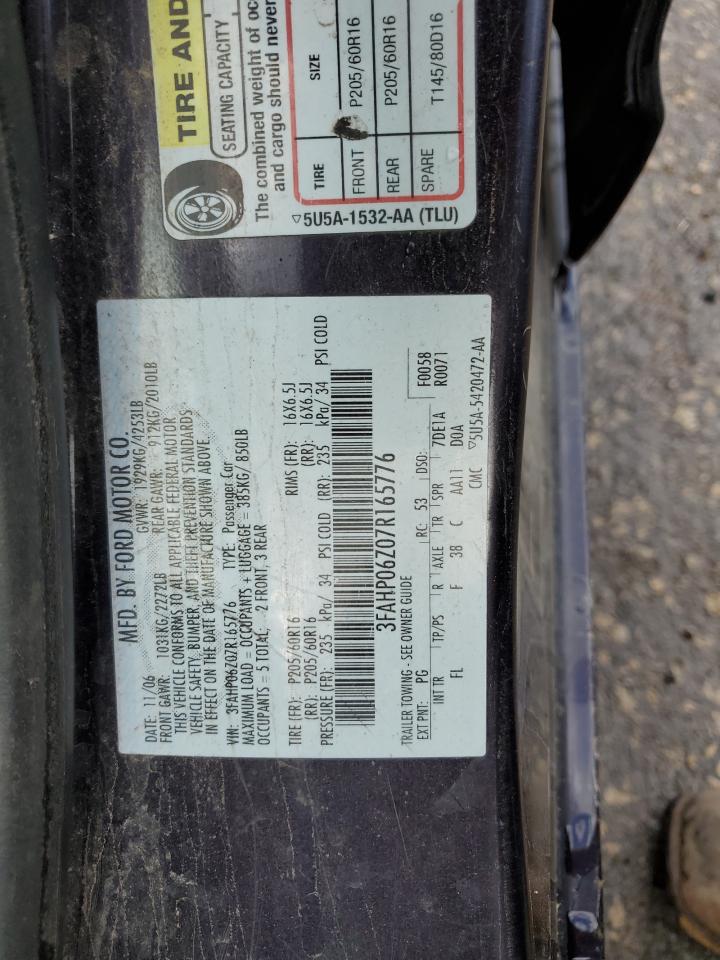 TIRE AND
SEATING CAPACITY
The combined weight of oc
and cargo should never
TIRE SIZE
FRONT P205/60R16
REAR P205/60R16
SPARE T145/80D16
5U5A-1532-AA (TLU)
MFD. BY FORD MOTOR CO.
DATE: 11/06 GVWR: 1929KG/4253LB
FRONT GAWR: 1031KG/2272LB REAR GAWR: 912KG/2010LB
THIS VEHICLE CONFORMS TO ALL APPLICABLE FEDERAL MOTOR
VEHICLE SAFETY, BUMPER, AND THEFT PREVENTION STANDARDS
IN EFFECT ON THE DATE OF MANUFACTURE SHOWN ABOVE.
VIN: 3FAHP06Z07R165776 TYPE: Passenger Car
MAXIMUM LOAD = OCCUPANTS + LUGGAGE = 385KG/ 850LB
OCCUPANTS = 5 TOTAL: 2 FRONT, 3 REAR
TIRE (FR): P205/60R16 RIMS (FR): 16X6.5J
(RR): P205/60R16 (RR): 16X6.5J
PRESSURE (FR): 235 kPa/ 34 PSI COLD (RR): 235 kPa/ 34 PSI COLD
3FAHP06Z07R165776
TRAILER TOWING - SEE OWNER GUIDE F0058
EXT PNT: PG RC: 53 DSO: R0071
INT TR TP/PS R AXLE TR SPR 7DE1A
FL F 38 C AA11 D0A
CMC 5U5A-5420472-AA